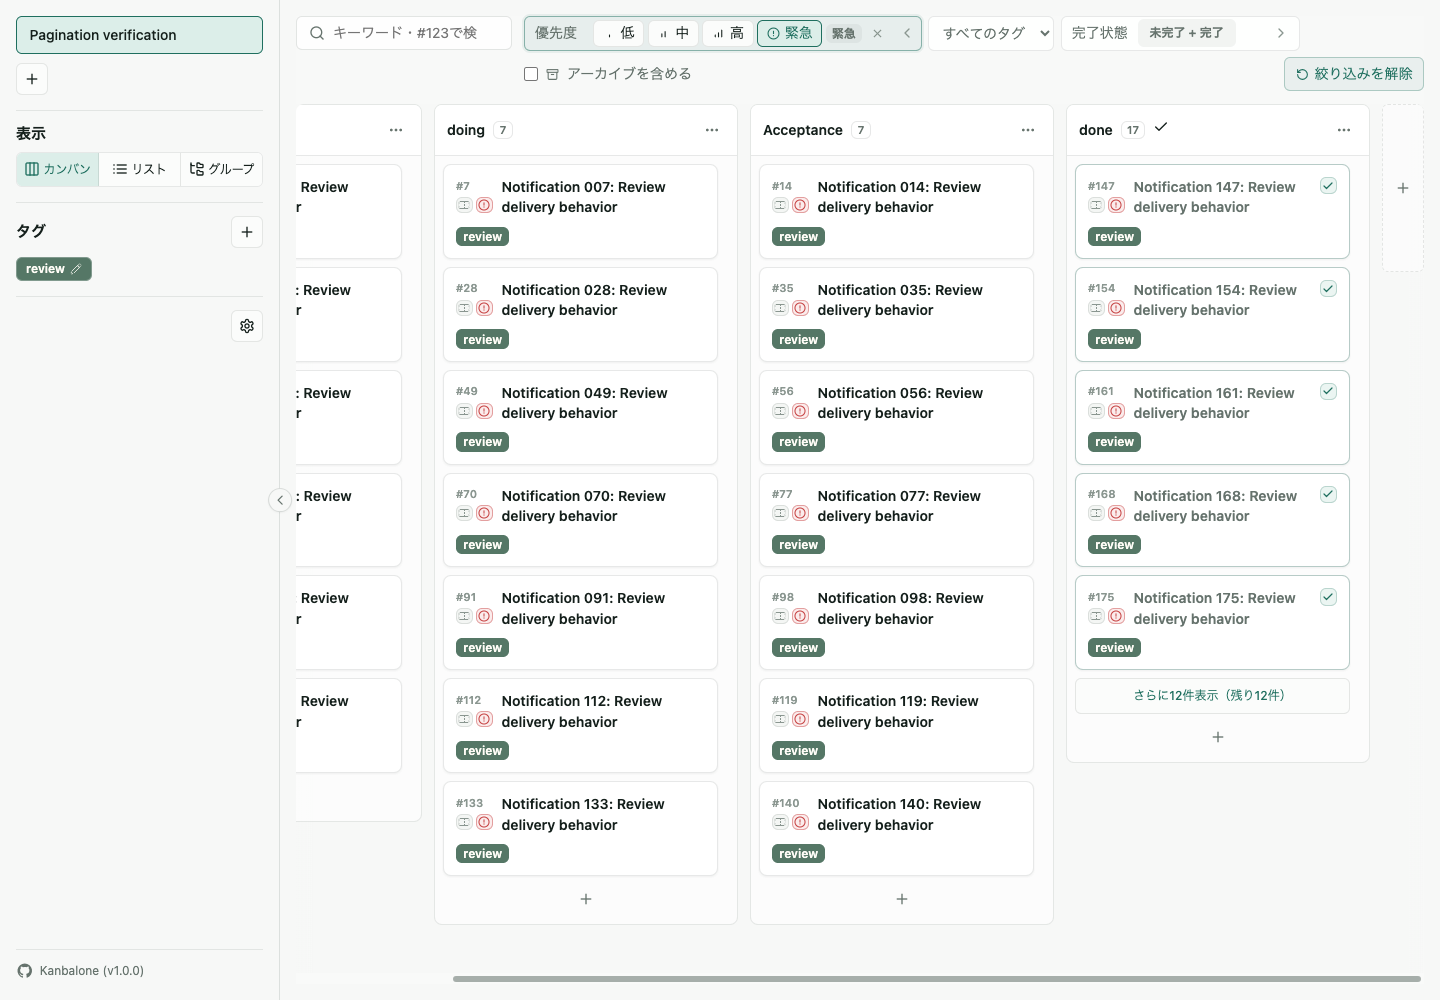 Pagination verification
表示
カンバン
リスト
グループ
タグ
review
Kanbalone (v1.0.0)
キーワード・#123で検
優先度
低
中
高
緊急
緊急
すべてのタグ
完了状態
未完了 + 完了
アーカイブを含める
絞り込みを解除
Review
r
: Review
r
: Review
r
: Review
r
Review
r
Review
r
doing 7
#7
Notification 007: Review
delivery behavior
review
#28
Notification 028: Review
delivery behavior
review
#49
Notification 049: Review
delivery behavior
review
#70
Notification 070: Review
delivery behavior
review
#91
Notification 091: Review
delivery behavior
review
#112
Notification 112: Review
delivery behavior
review
#133
Notification 133: Review
delivery behavior
review
Acceptance 7
#14
Notification 014: Review
delivery behavior
review
#35
Notification 035: Review
delivery behavior
review
#56
Notification 056: Review
delivery behavior
review
#77
Notification 077: Review
delivery behavior
review
#98
Notification 098: Review
delivery behavior
review
#119
Notification 119: Review
delivery behavior
review
#140
Notification 140: Review
delivery behavior
review
done 17
#147
Notification 147: Review
delivery behavior
review
#154
Notification 154: Review
delivery behavior
review
#161
Notification 161: Review
delivery behavior
review
#168
Notification 168: Review
delivery behavior
review
#175
Notification 175: Review
delivery behavior
review
さらに12件表示（残り12件）